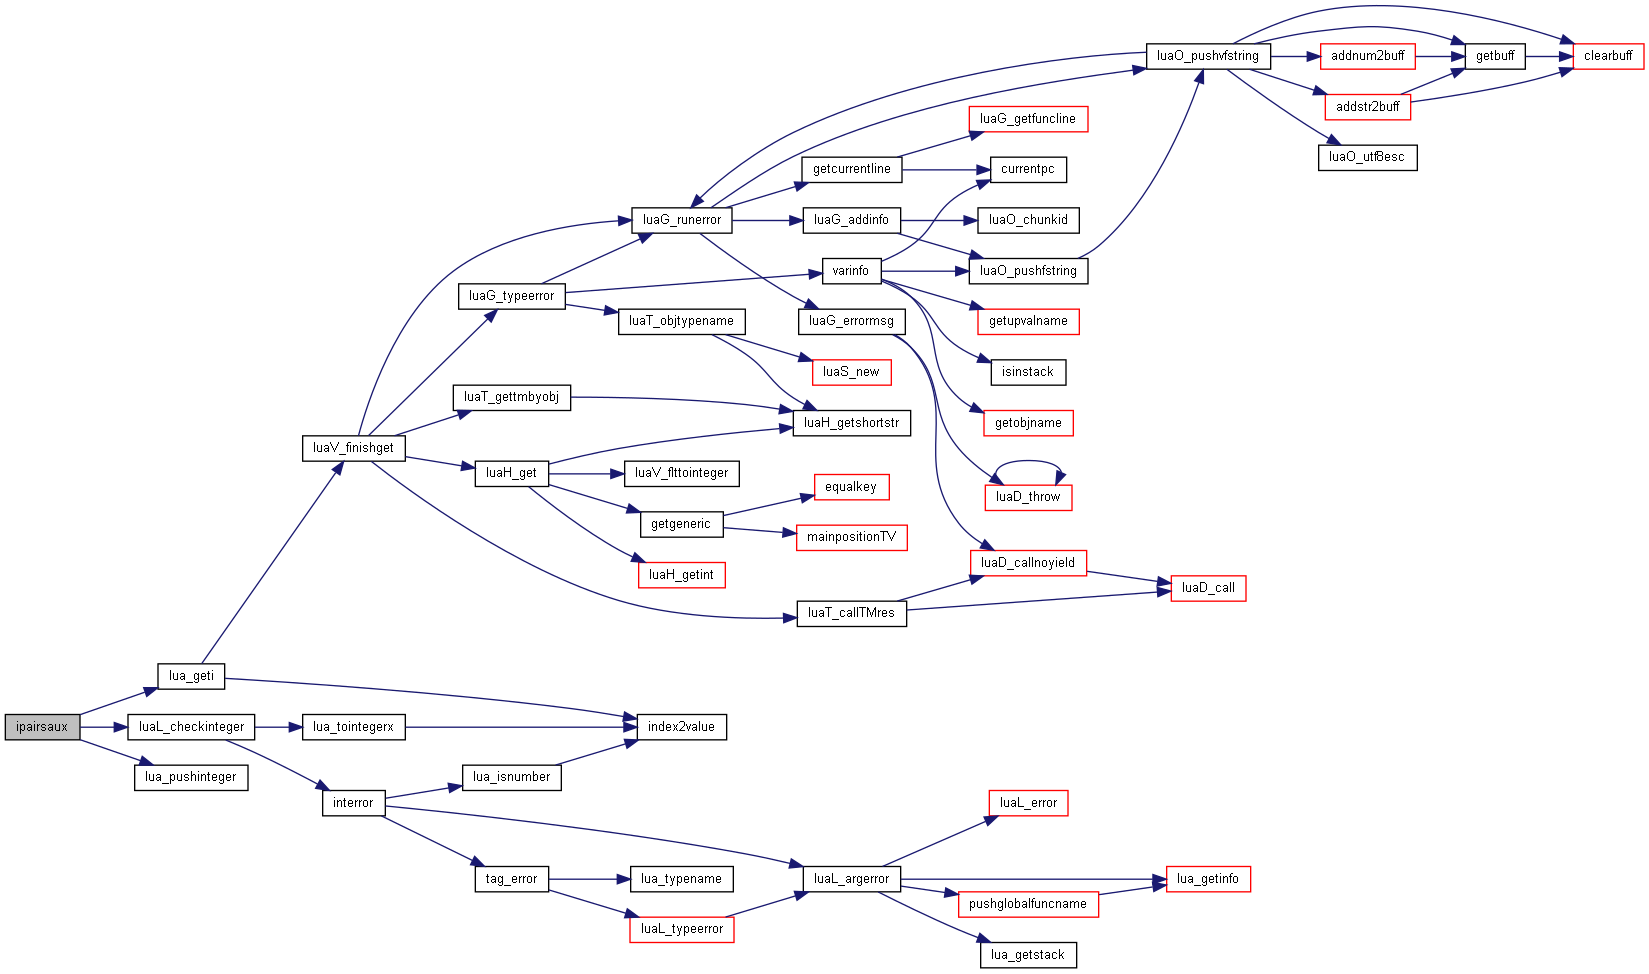 luaO_pushvfstring
addnum2buff
getbuff
clearbuff
addstr2buff
luaG_getfuncline
luaO_utf8esc
getcurrentline
currentpc
luaG_runerror
luaG_addinfo
luaO_chunkid
varinfo
luaO_pushfstring
luaG_typeerror
luaT_objtypename
luaG_errormsg
getupvalname
luaS_new
isinstack
luaT_gettmbyobj
luaH_getshortstr
getobjname
luaV_finishget
luaH_get
luaV_flttointeger
equalkey
luaD_throw
getgeneric
mainpositionTV
luaH_getint
luaD_callnoyield
luaD_call
luaT_callTMres
lua_geti
ipairsaux
luaL_checkinteger
lua_tointegerx
index2value
lua_pushinteger
lua_isnumber
interror
luaL_error
tag_error
lua_typename
luaL_argerror
lua_getinfo
pushglobalfuncname
luaL_typeerror
lua_getstack